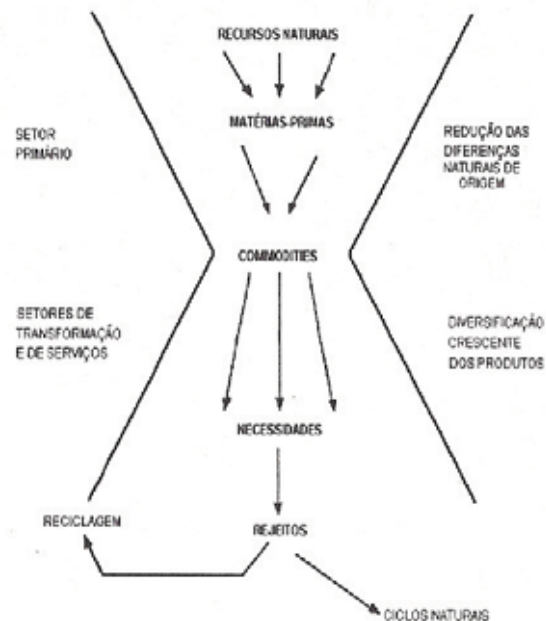 RECURSOS NATURAIS
MATÉRIAS-PRIMAS
SETOR
PRIMÁRIO
REDUÇÃO DAS
DIFERENÇAS
NATURAIS DE
ORIGEM
COMMODITIES
SETORES DE
TRANSFORMAÇÃO
E DE SERVIÇOS
DIVERSIFICAÇÃO
CRESCENTE
DOS PRODUTOS
NECESSIDADES
RECICLAGEM
REJEITOS
CICLOS NATURAIS